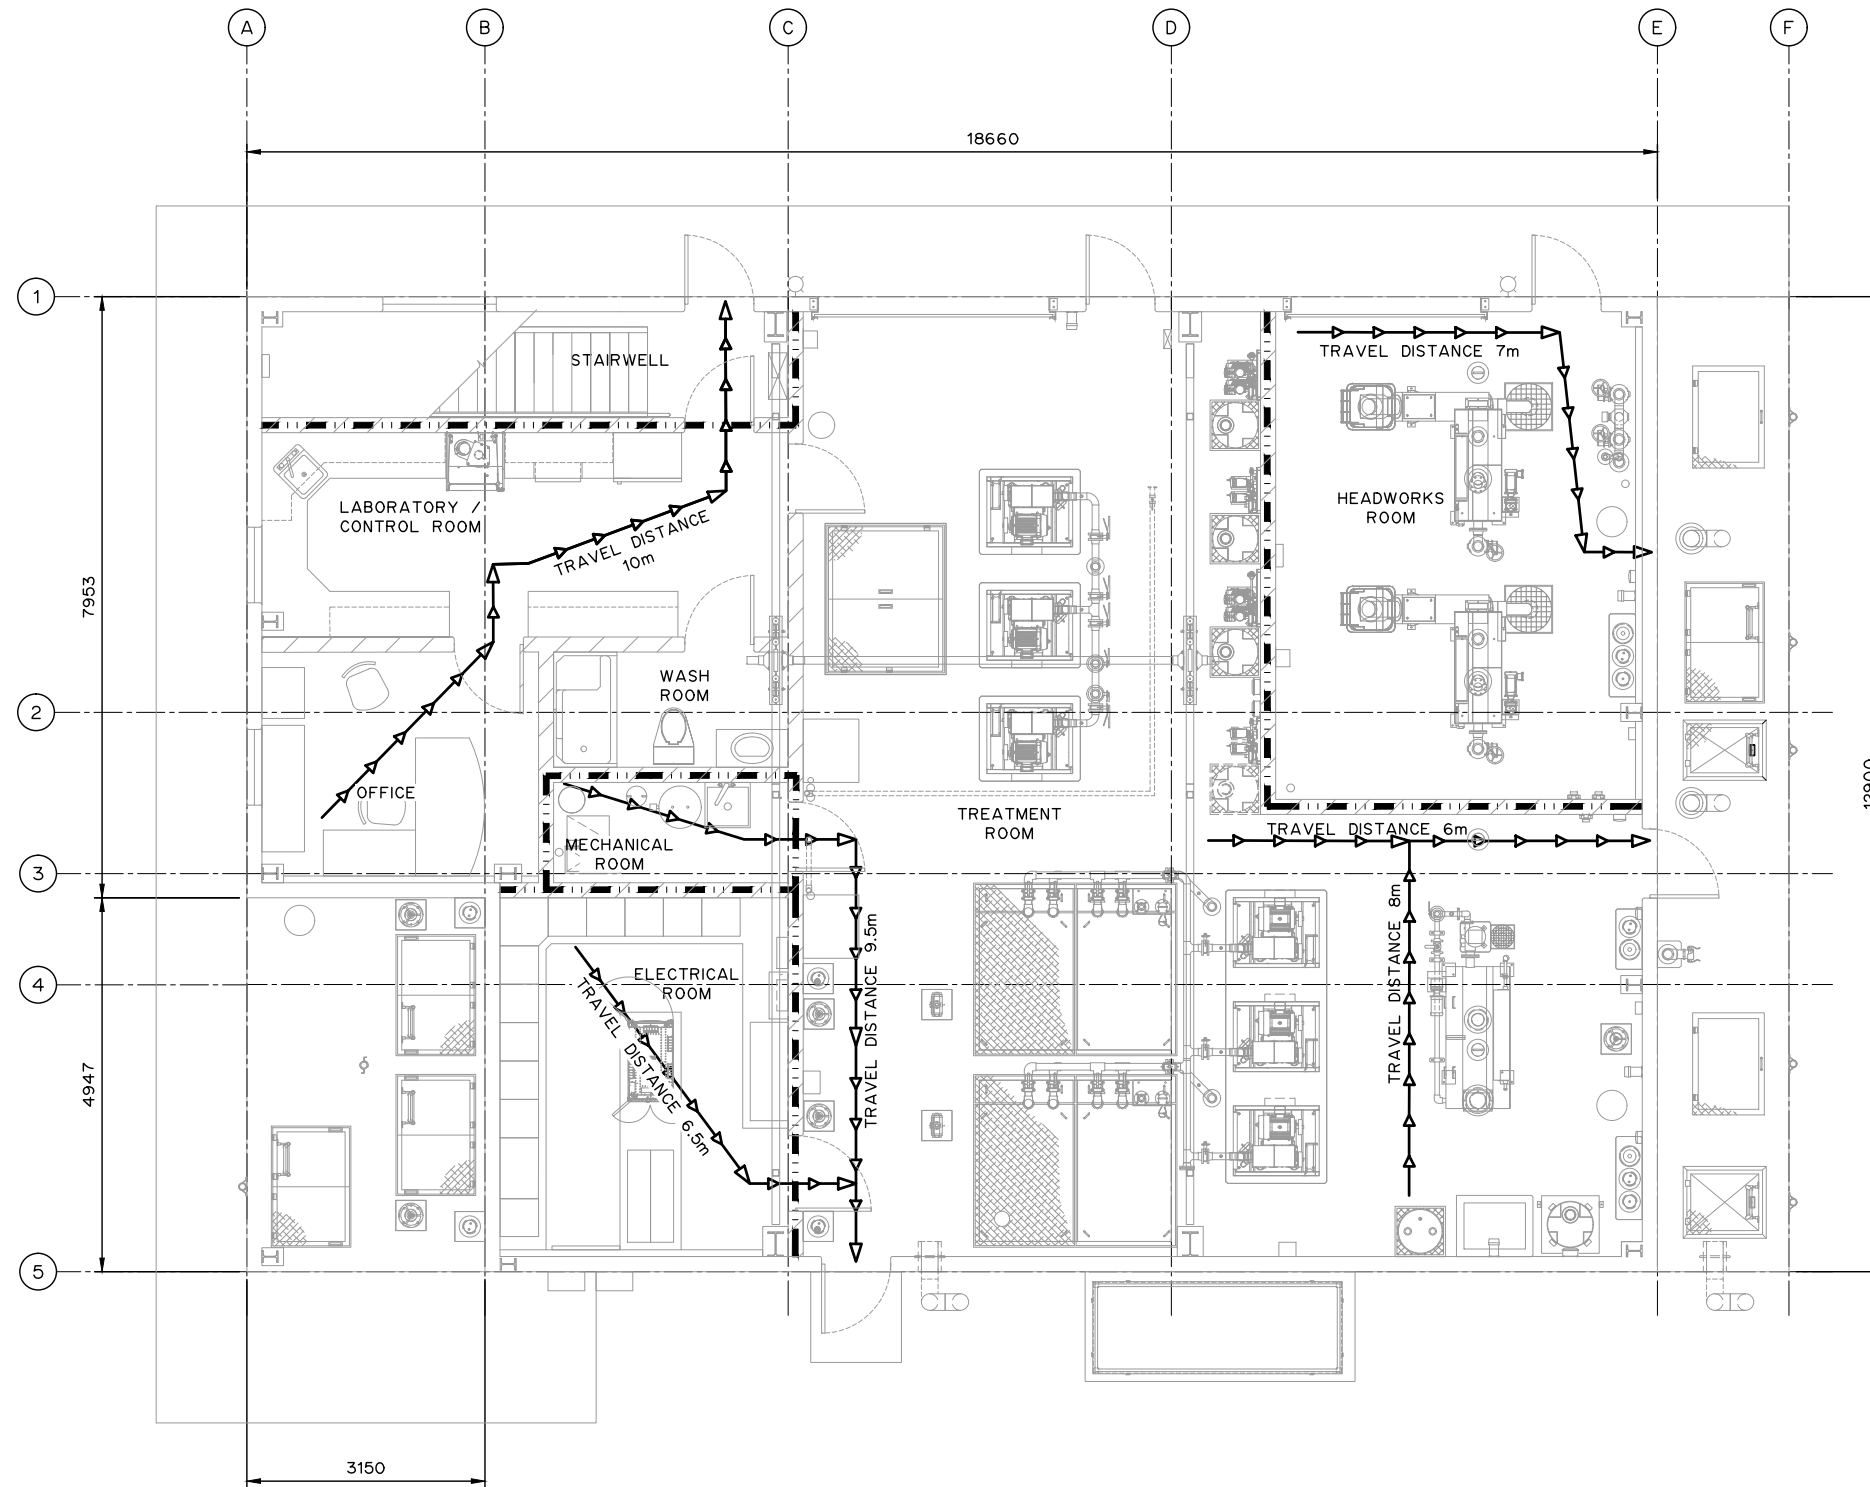 A
B
C
D
E
F
18660
1
STAIRWELL
TRAVEL DISTANCE 7m
LABORATORY /
CONTROL ROOM
HEADWORKS
ROOM
TRAVEL DISTANCE
10m
7953
WASH
ROOM
2
OFFICE
12900
TREATMENT
ROOM
TRAVEL DISTANCE 6m
MECHANICAL
ROOM
3
TRAVEL DISTANCE 9.5m
TRAVEL DISTANCE 8m
ELECTRICAL
ROOM
4
TRAVEL DISTANCE 6.5m
4947
5
3150